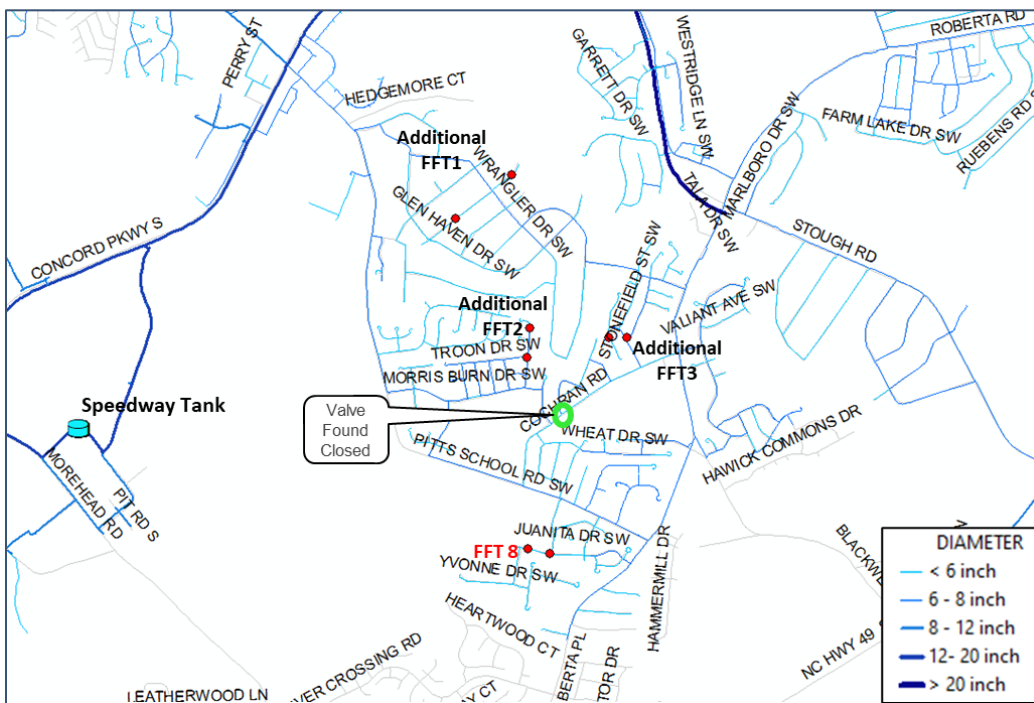 PERRY ST
WESTRIDGE LN SW
ROBERTA RD
GARRETT DR SW
HEDGEMORE CT
MARLBORO DR SW
FARM LAKE DR SW
RUEBENS RD
Additional
FFT1
WRANGLER DR SW
GLEN HAVEN DR SW
TALA DR SW
CONCORD PKWY S
STOUGH RD
STONEFIELD ST SW
VALIANT AVE SW
Additional
FFT2
TROON DR SW
Additional
FFT3
MORRIS BURN DR SW
Speedway Tank
Valve
Found
Closed
COCHRAN RD
WHEAT DR SW
HAWICK COMMONS DR
PITTS SCHOOL RD SW
MOREHEAD RD
PIT RD S
JUANITA DR SW
FFT 8
YVONNE DR SW
HAMMERMILL DR
HEARTWOOD CT
NC HWY 49
LEATHERWOOD LN
DIAMETER
< 6 inch
6 - 8 inch
8 - 12 inch
12- 20 inch
> 20 inch